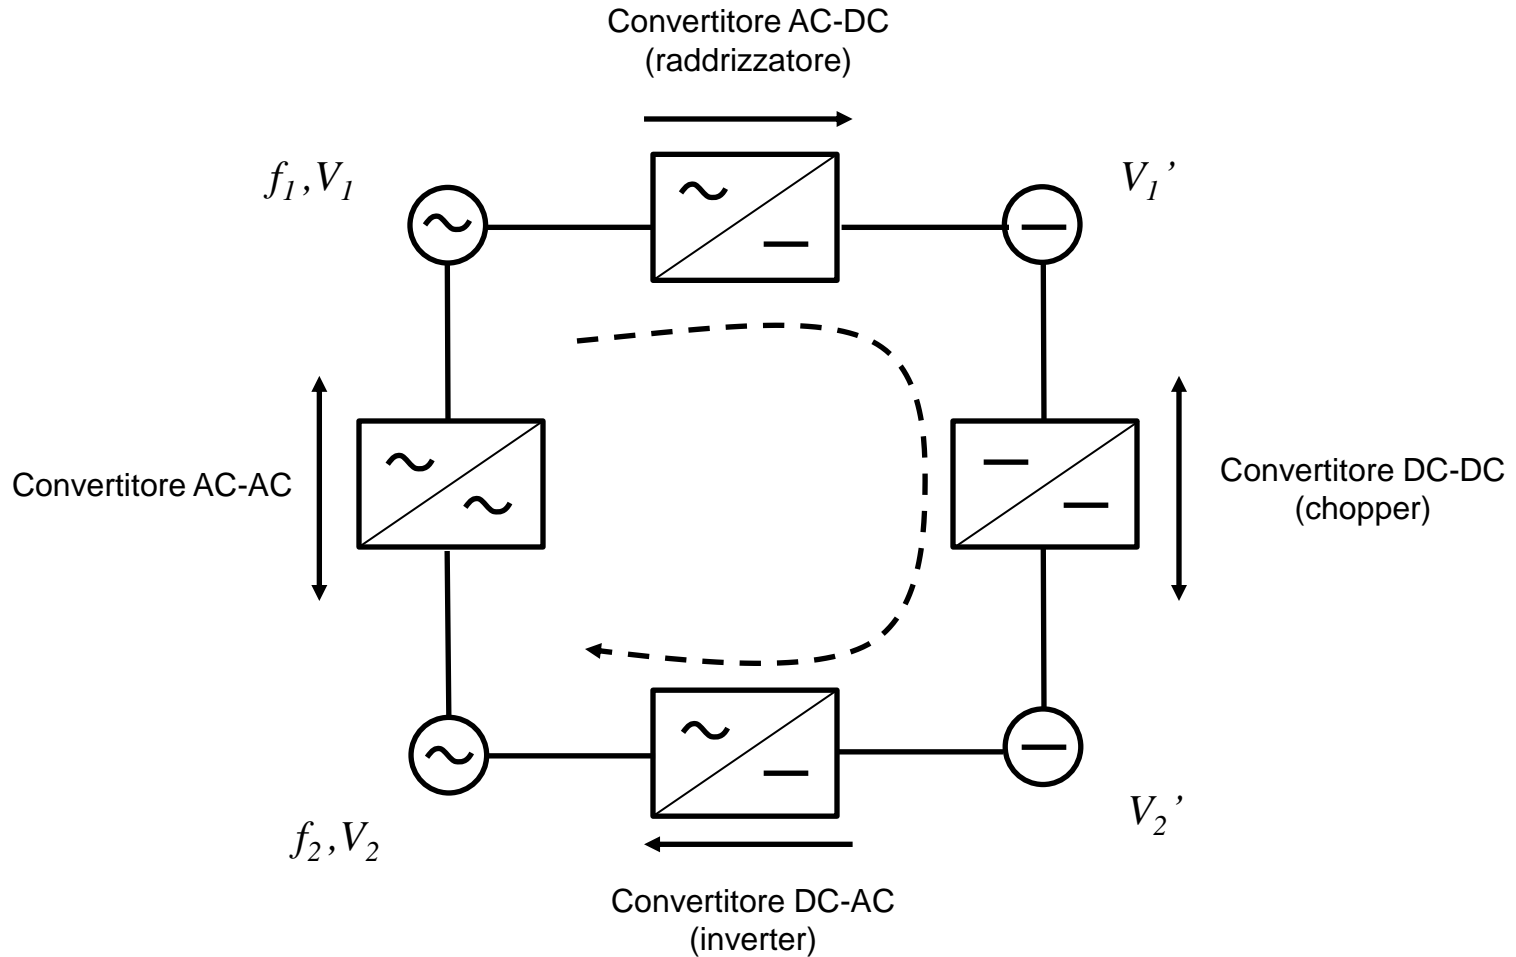 Convertitore AC-DC
(raddrizzatore)
f1,V1
V1’
Convertitore AC-AC
Convertitore DC-DC
(chopper)
f2,V2
V2’
Convertitore DC-AC
(inverter)